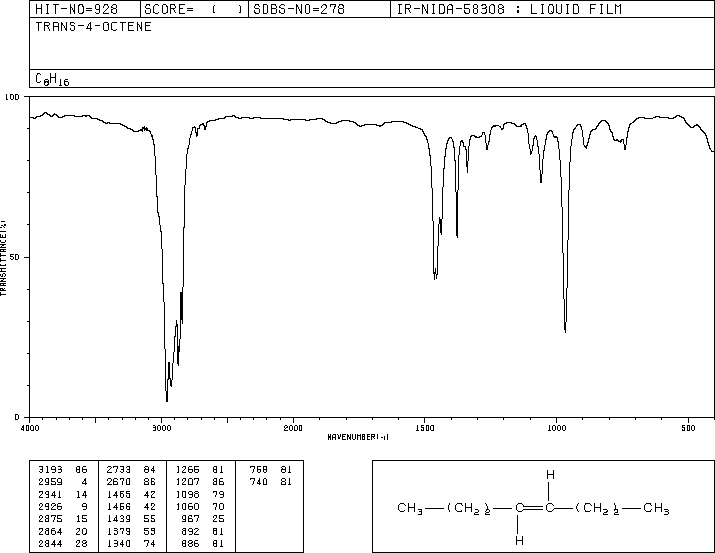 HIT-NO=928 SCORE= ( ) SDBS-NO=278 IR-NIDA-58308 : LIQUID FILM
TRANS-4-OCTENE
C8H16
100
50
0
TRANSMITTANCE(%)
4000 3000 2000 1500 1000 500
WAVENUMBER(-1)
3193 86 2733 84 1266 81 768 81
2959 4 2670 86 1207 86 740 81
2941 14 1465 42 1098 79
2926 9 1456 42 1060 70
2875 15 1439 55 967 25
2864 20 1379 53 892 81
2844 28 1340 74 886 81
H
CH3—(CH2)2—C=C—(CH2)2—CH3
H